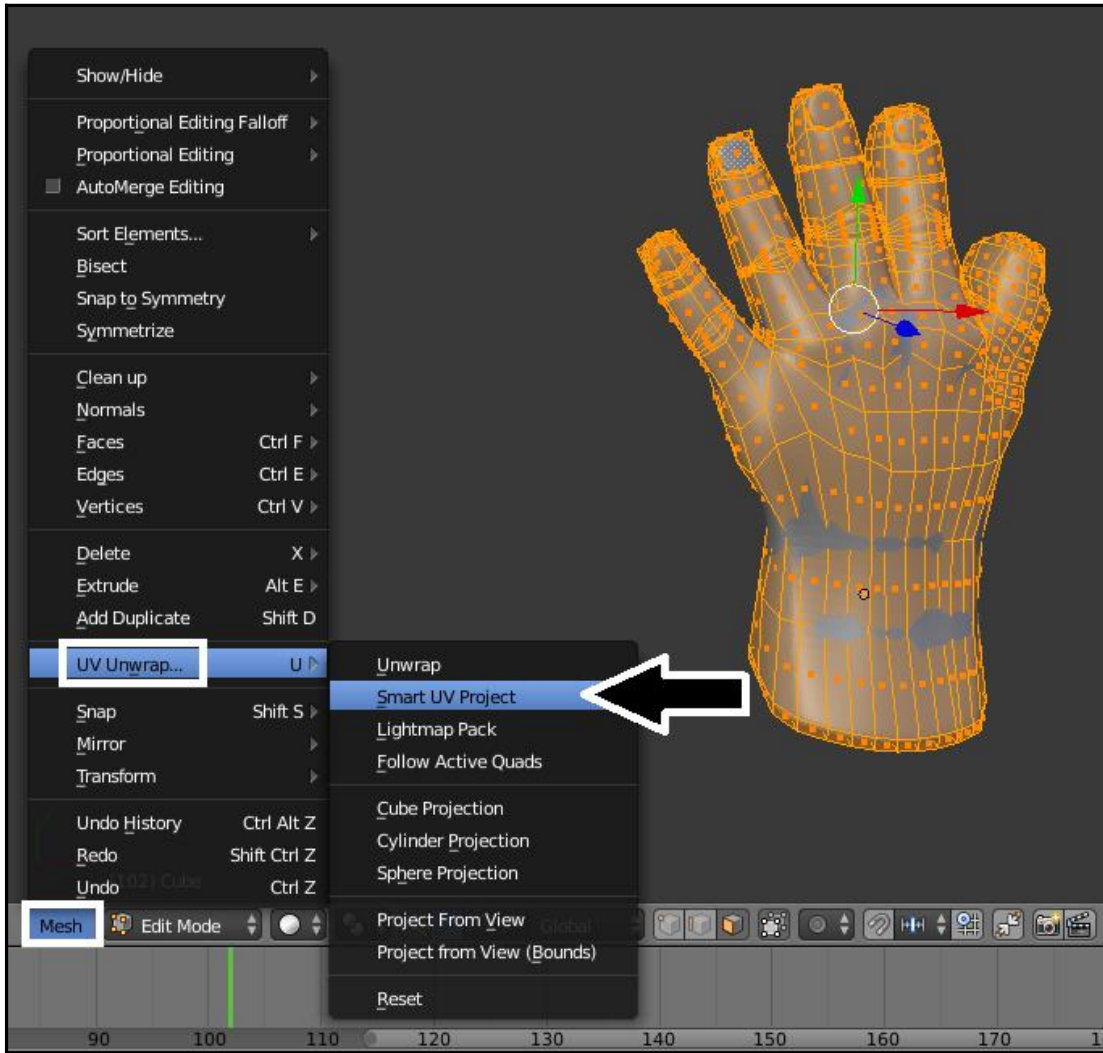 Show/Hide
Proportional Editing Falloff
Proportional Editing
AutoMerge Editing
Sort Elements...
Bisect
Snap to Symmetry
Symmetrize
Clean up
Normals
Faces Ctrl F
Edges Ctrl E
Vertices Ctrl V
Delete X
Extrude Alt E
Add Duplicate Shift D
UV Unwrap... U
Snap Shift S
Mirror
Transform
Undo History Ctrl Alt Z
Redo Shift Ctrl Z
(102) Cube
Undo Ctrl Z
Unwrap
Smart UV Project
Lightmap Pack
Follow Active Quads
Cube Projection
Cylinder Projection
Sphere Projection
Project From View
Project from View (Bounds)
Reset
Mesh Edit Mode Global
90 100 110 120 130 140 150 160 170 1